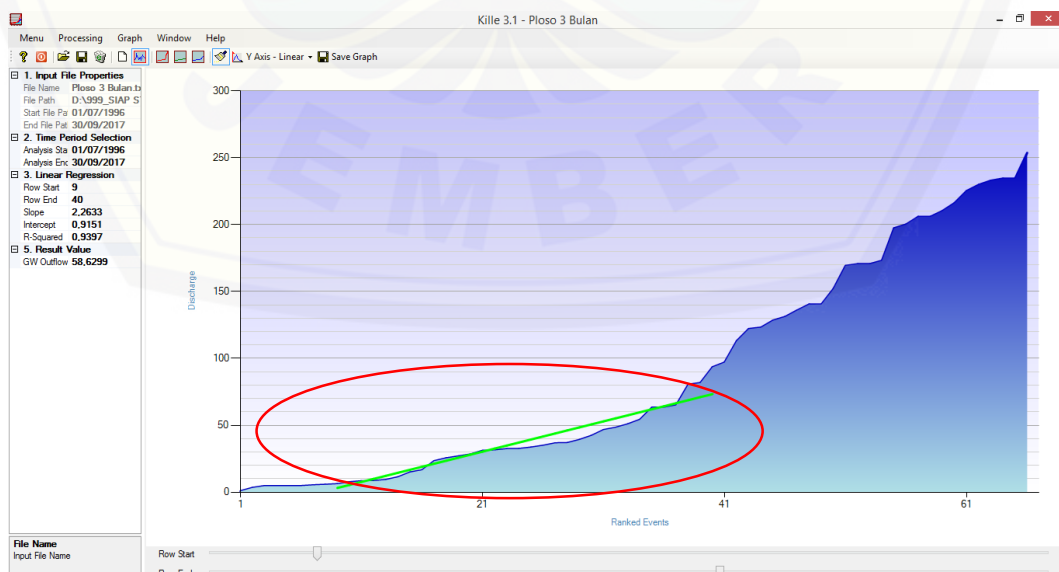 Kille 3.1 - Ploso 3 Bulan
Menu Processing Graph Window Help
Y Axis - Linear Save Graph
1. Input File Properties
File Name Ploso 3 Bulan.tx
File Path D:\999_SIAP S
Start File Pa 01/07/1996
End File Pat 30/09/2017
2. Time Period Selection
Analysis Sta 01/07/1996
Analysis Enc 30/09/2017
3. Linear Regression
Row Start 9
Row End 40
Slope 2,2633
Intercept 0,9151
R-Squared 0,9397
5. Result Value
GW Outflow 58,6299
300
250
200
150
100
50
0
Discharge
1 21 41 61
Ranked Events
File Name
Input File Name
Row Start
JEMBER